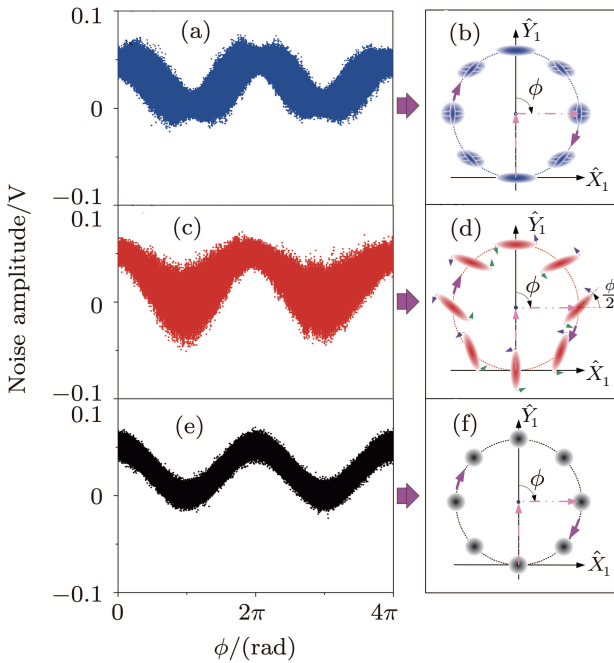 (a)
0.1
0
−0.1
(b)
Ŷ₁
ϕ
X̂₁
(c)
0.1
0
−0.1
(d)
Ŷ₁
ϕ
ϕ/2
X̂₁
(e)
0.1
0
−0.1
(f)
Ŷ₁
ϕ
X̂₁
Noise amplitude/V
0 2π 4π
ϕ/(rad)